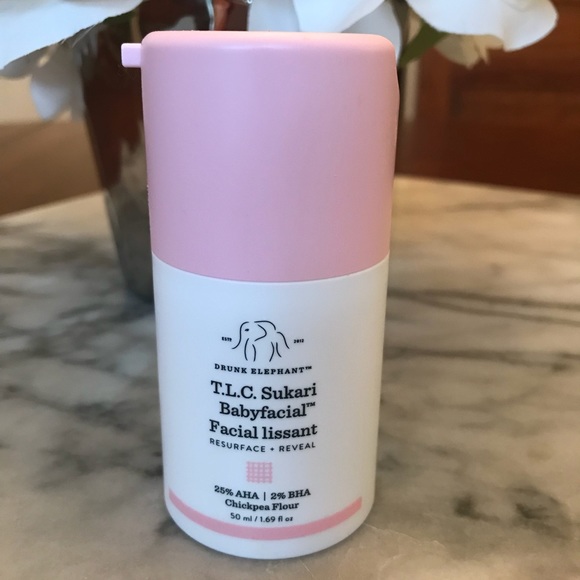 ESTD 2012
DRUNK ELEPHANT™
T.L.C. Sukari
Babyfacial™
Facial lissant
RESURFACE + REVEAL
25% AHA | 2% BHA
Chickpea Flour
50 ml / 1.69 fl oz